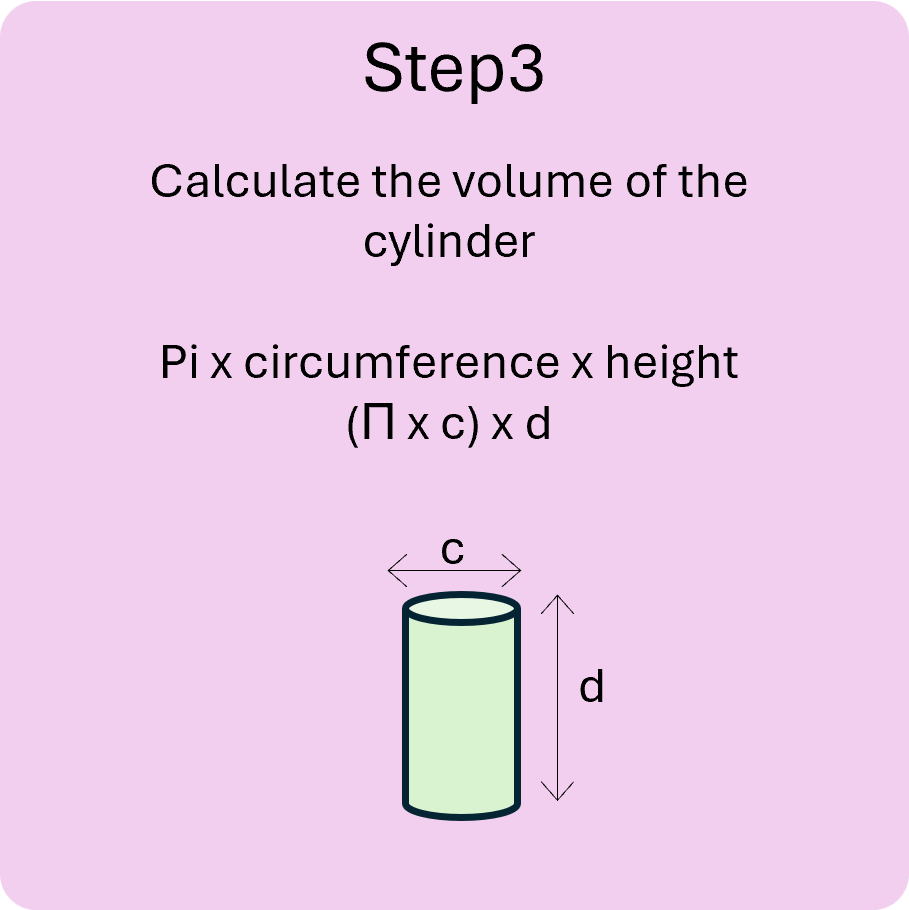 Step3
Calculate the volume of the
cylinder
Pi x circumference x height
(Π x c) x d
c
d